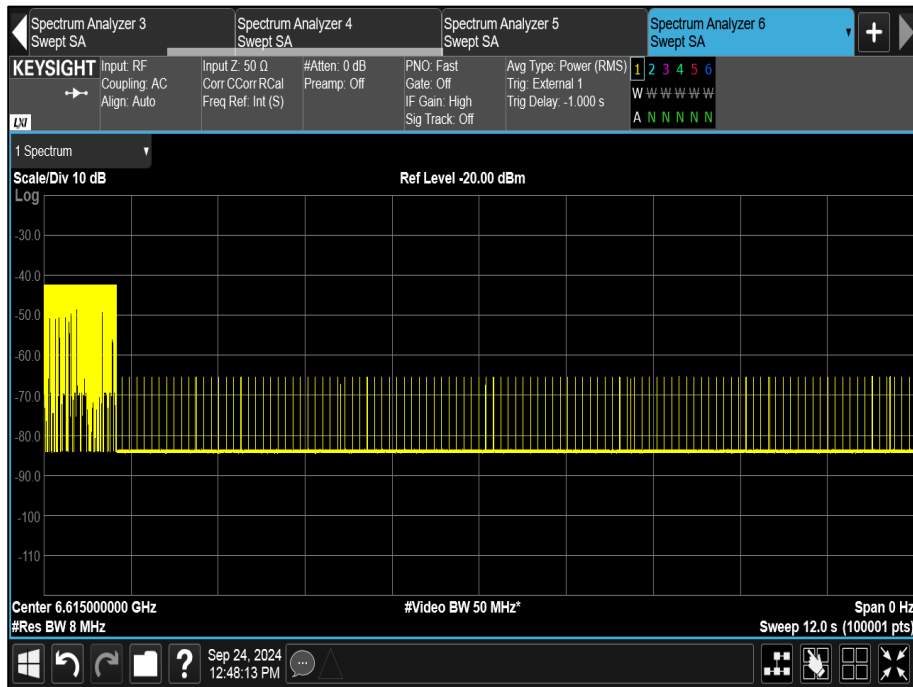 Spectrum Analyzer 3
Swept SA
Spectrum Analyzer 4
Swept SA
Spectrum Analyzer 5
Swept SA
Spectrum Analyzer 6
Swept SA
▼
+
KEYSIGHT
LXI
Input: RF
Coupling: AC
Align: Auto
Input Z: 50 Ω
Corr CCorr RCal
Freq Ref: Int (S)
#Atten: 0 dB
Preamp: Off
PNO: Fast
Gate: Off
IF Gain: High
Sig Track: Off
Avg Type: Power (RMS)
Trig: External 1
Trig Delay: -1.000 s
1 2 3 4 5 6
W W W W W W
A N N N N N
1 Spectrum ▼
Scale/Div 10 dB
Ref Level -20.00 dBm
Log
-30.0
-40.0
-50.0
-60.0
-70.0
-80.0
-90.0
-100
-110
Center 6.615000000 GHz
#Video BW 50 MHz*
Span 0 Hz
#Res BW 8 MHz
Sweep 12.0 s (100001 pts)
?
Sep 24, 2024
12:48:13 PM